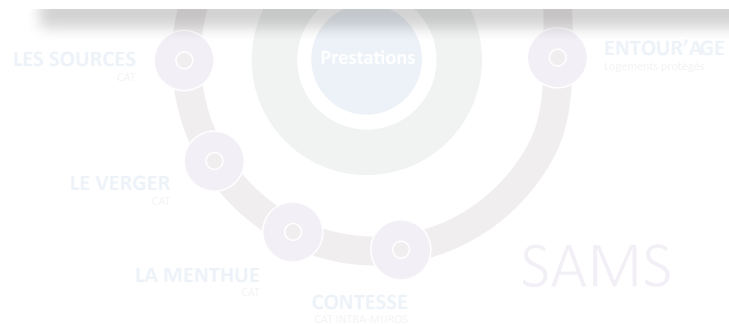 LES SOURCES
CAT
Prestations
ENTOUR'AGE
Logements protégés
LE VERGER
CAT
LA MENTHUE
CAT
CONTESSE
CAT INTRA-MUROS
SAMS